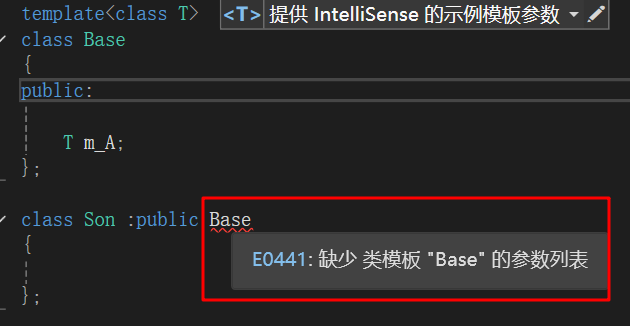 template<class T> <T> 提供 IntelliSense 的示例模板参数
class Base
{
public:
T m_A;
};
class Son :public Base
{
E0441: 缺少 类模板 "Base" 的参数列表
};